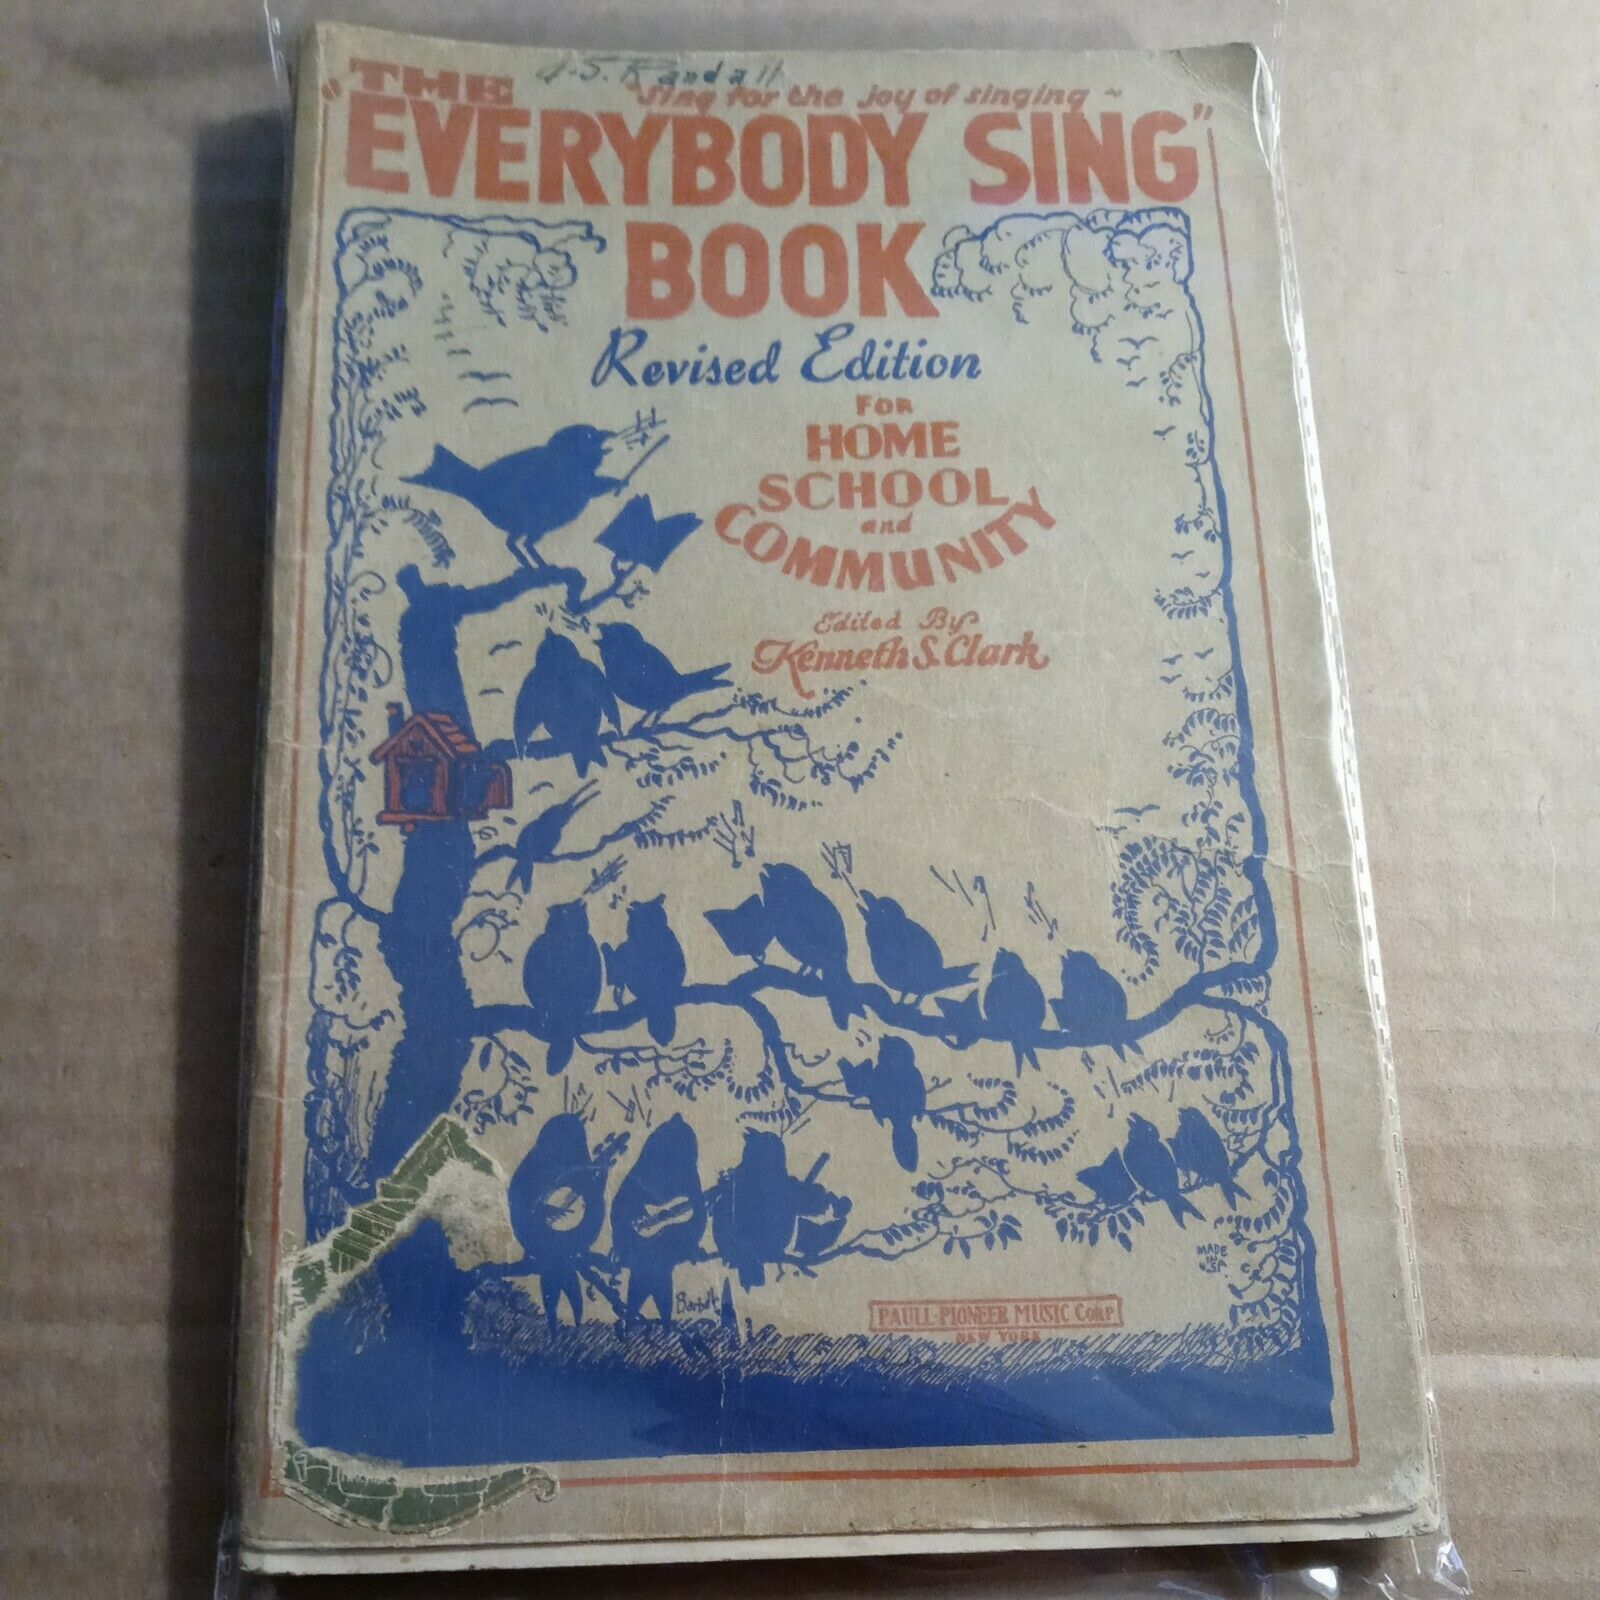 J. S. Randall
"THE
"Sing for the joy of singing ~
EVERYBODY SING"
BOOK
Revised Edition
FOR
HOME
SCHOOL
and
COMMUNITY
Edited By
Kenneth S. Clark
MADE
IN
PAULL-PIONEER MUSIC CORP
NEW YORK